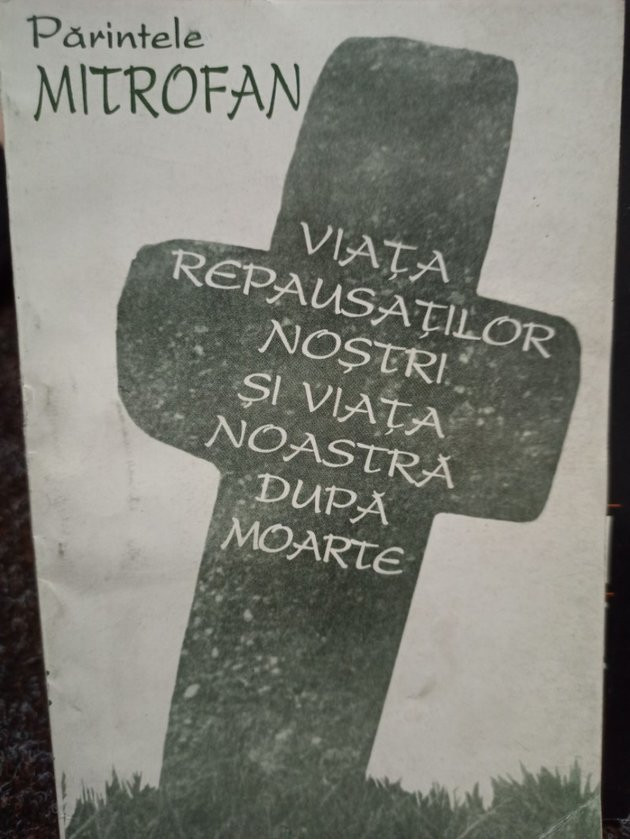 Părintele
MITROFAN
VIAȚA
REPAUSAȚILOR
NOȘTRI
ȘI VIAȚA
NOASTRĂ
DUPĂ
MOARTE